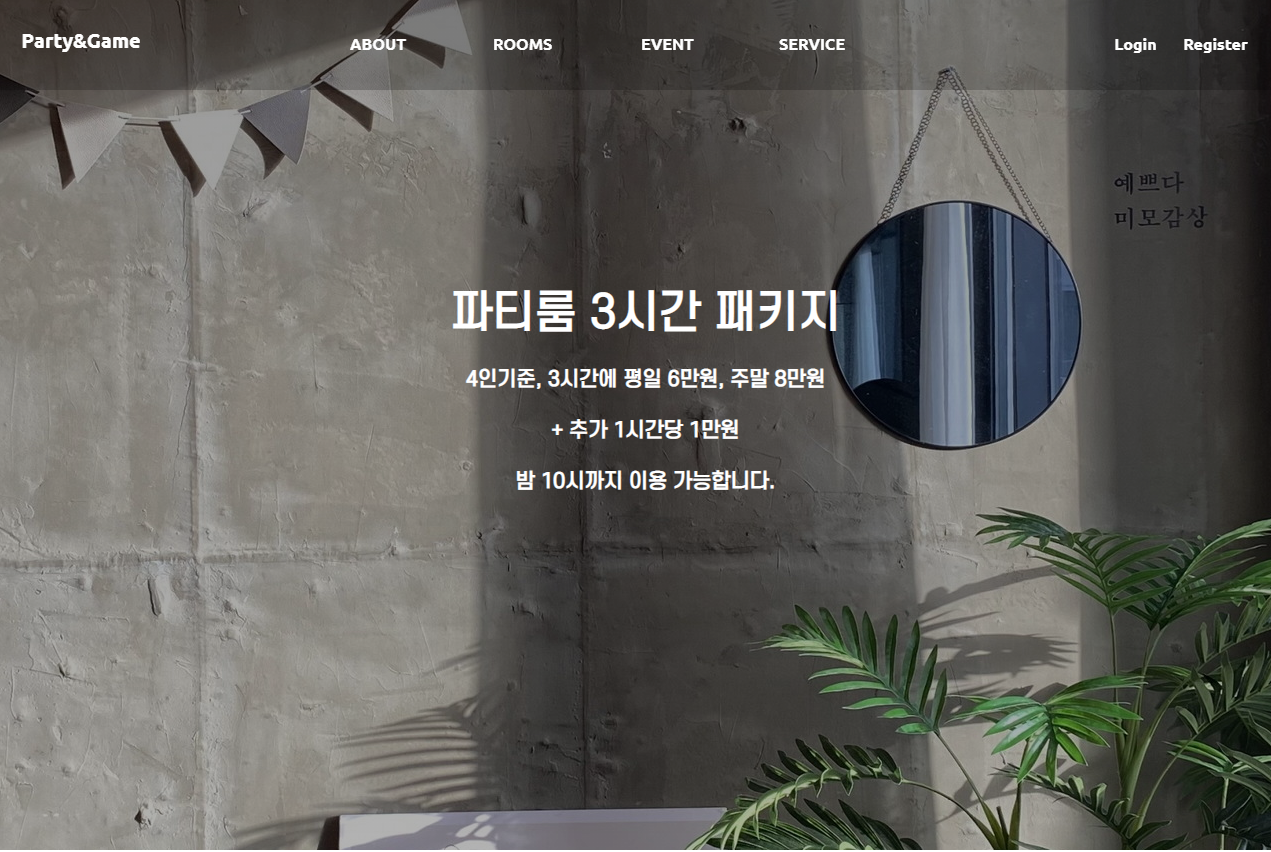 Party&Game
ABOUT
ROOMS
EVENT
SERVICE
Login
Register
예쁘다
미모감상
파티룸 3시간 패키지
4인기준, 3시간에 평일 6만원, 주말 8만원
+ 추가 1시간당 1만원
밤 10시까지 이용 가능합니다.